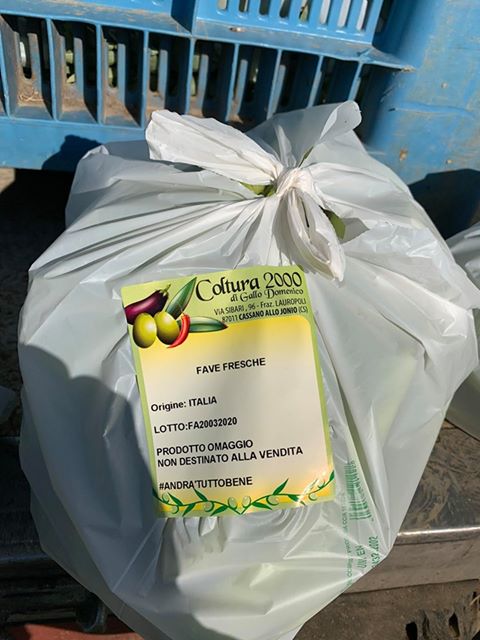 Coltura 2000
di Gallo Domenico
VIA SIBARI , 96 - Fraz. LAUROPOLI
87011 CASSANO ALLO JONIO (CS)
FAVE FRESCHE
Origine: ITALIA
LOTTO:FA20032020
PRODOTTO OMAGGIO
NON DESTINATO ALLA VENDITA
#ANDRA'TUTTOBENE